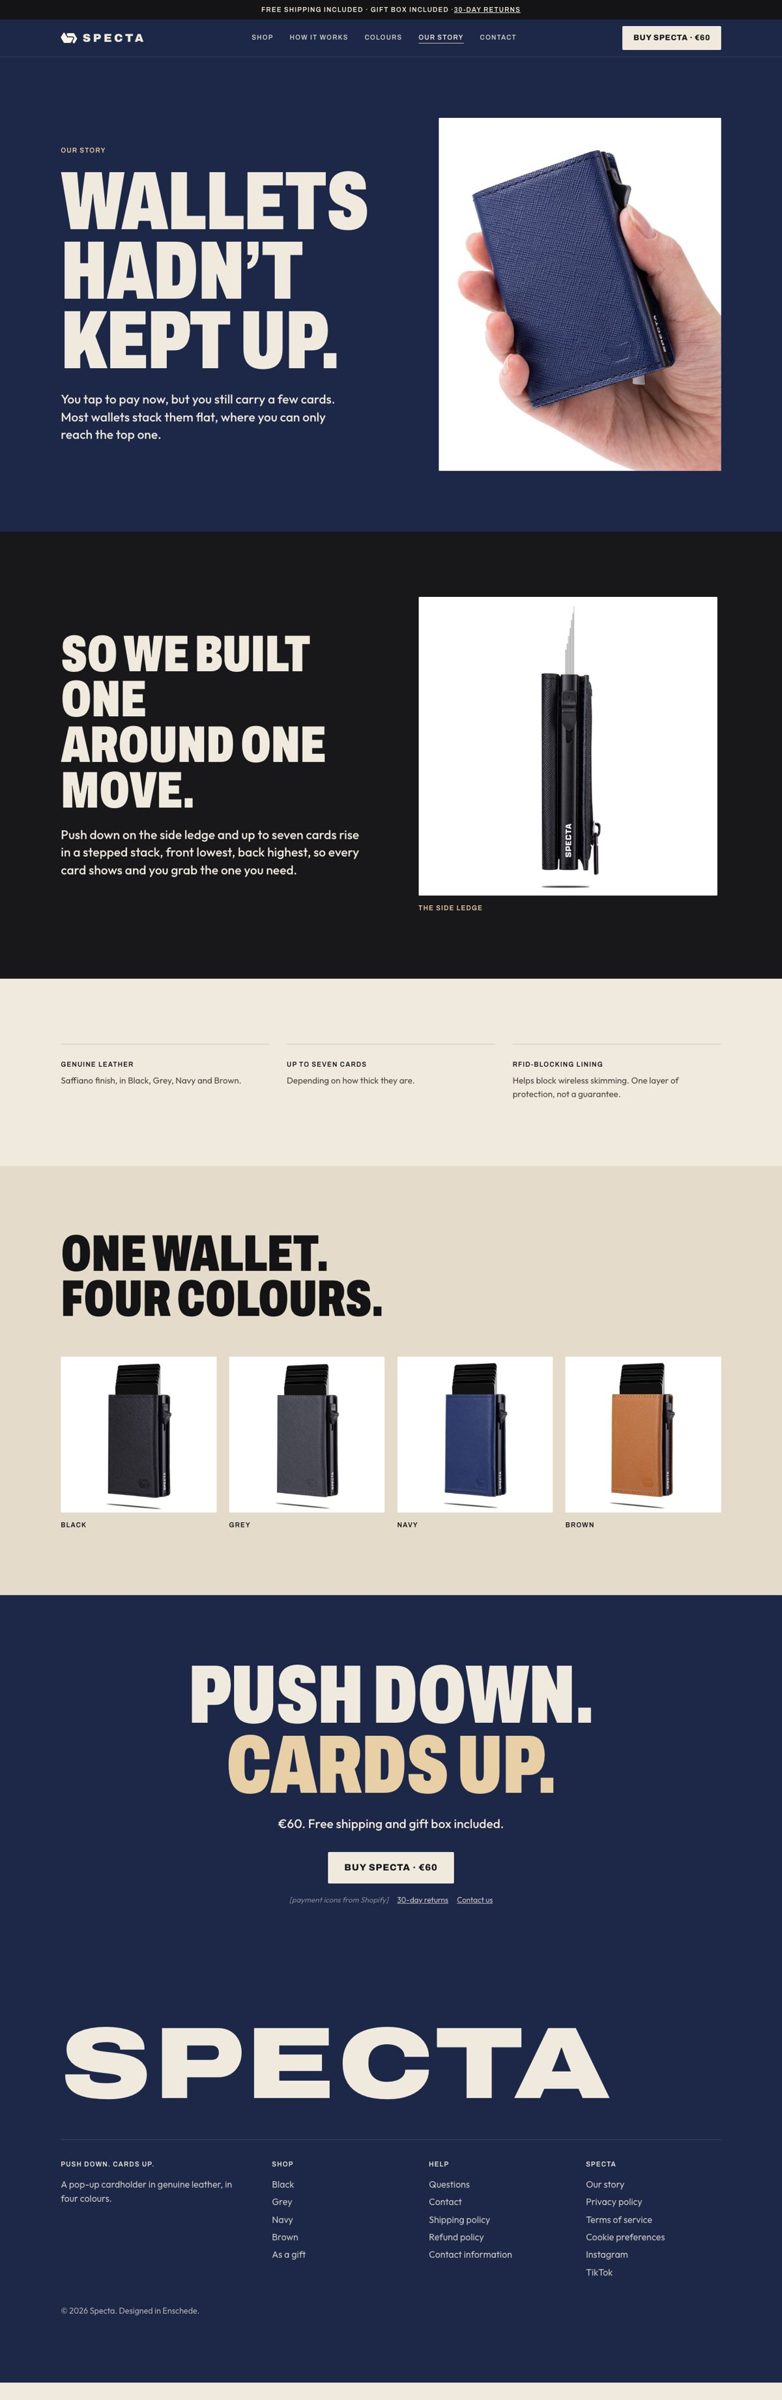 FREE SHIPPING INCLUDED · GIFT BOX INCLUDED · 30-DAY RETURNS
SPECTA
SHOP HOW IT WORKS COLOURS OUR STORY CONTACT
BUY SPECTA · €60
OUR STORY
WALLETS
HADN’T
KEPT UP.
You tap to pay now, but you still carry a few cards.
Most wallets stack them flat, where you can only
reach the top one.
SO WE BUILT
ONE
AROUND ONE
MOVE.
Push down on the side ledge and up to seven cards rise
in a stepped stack, front lowest, back highest, so every
card shows and you grab the one you need.
SPECTA
THE SIDE LEDGE
GENUINE LEATHER
Saffiano finish, in Black, Grey, Navy and Brown.
UP TO SEVEN CARDS
Depending on how thick they are.
RFID-BLOCKING LINING
Helps block wireless skimming. One layer of
protection, not a guarantee.
ONE WALLET.
FOUR COLOURS.
SPECTA
SPECTA
SPECTA
SPECTA
BLACK
GREY
NAVY
BROWN
PUSH DOWN.
CARDS UP.
€60. Free shipping and gift box included.
BUY SPECTA · €60
[payment icons from Shopify] 30-day returns Contact us
SPECTA
PUSH DOWN. CARDS UP.
A pop-up cardholder in genuine leather, in
four colours.
SHOP
Black
Grey
Navy
Brown
As a gift
HELP
Questions
Contact
Shipping policy
Refund policy
Contact information
SPECTA
Our story
Privacy policy
Terms of service
Cookie preferences
Instagram
TikTok
© 2026 Specta. Designed in Enschede.